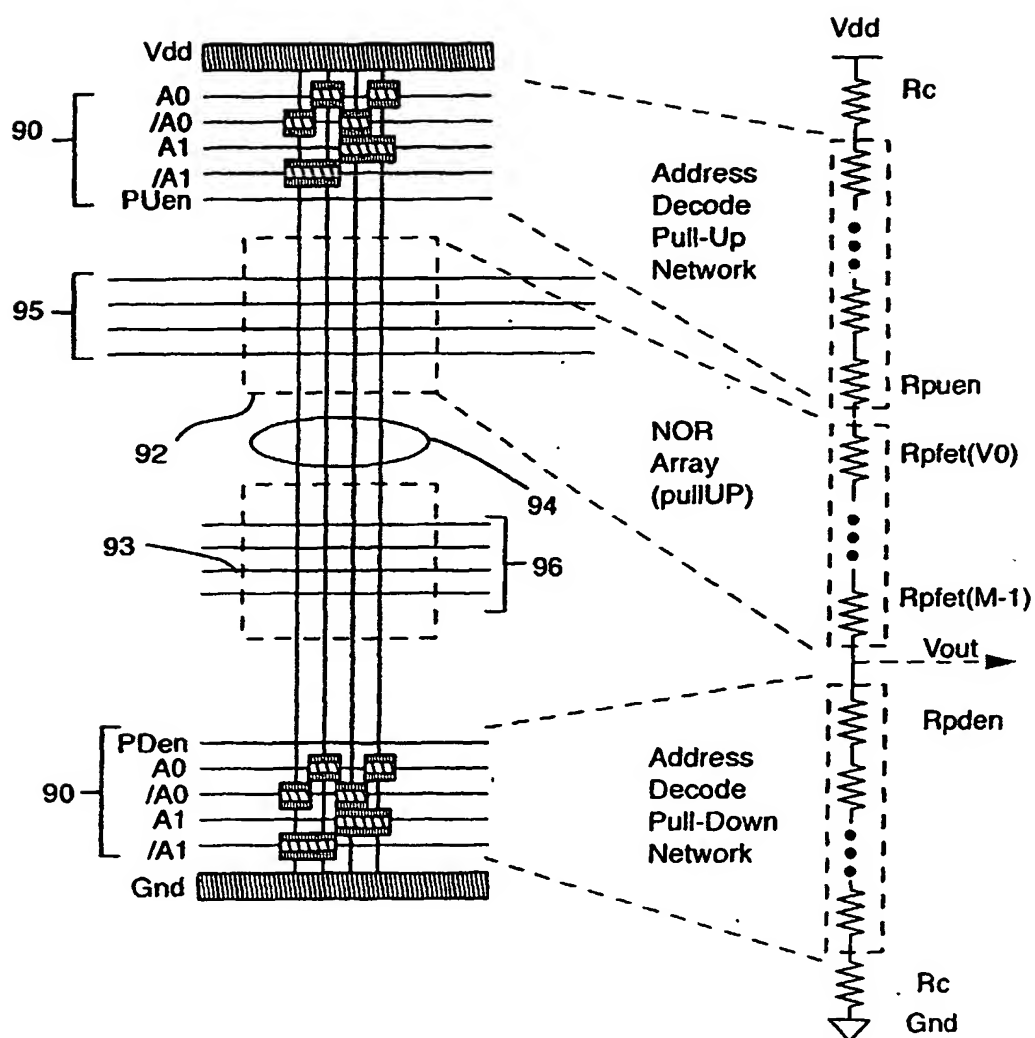 Vdd
A0
/A0
A1
/A1
PUen
90
95
92
94
93
96
PDen
A0
/A0
A1
/A1
90
Gnd
Address
Decode
Pull-Up
Network
NOR
Array
(pullUP)
Address
Decode
Pull-Down
Network
Vdd
Rc
Rpuen
Rpfet(V0)
Rpfet(M-1)
Vout
Rpden
Rc
Gnd